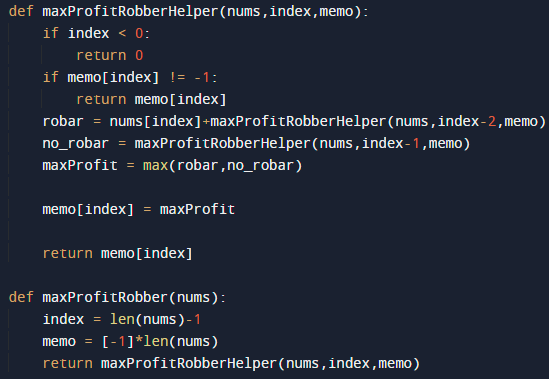 def maxProfitRobberHelper(nums,index,memo):
    if index < 0:
        return 0
    if memo[index] != -1:
        return memo[index]
    robar = nums[index]+maxProfitRobberHelper(nums,index-2,memo)
    no_robar = maxProfitRobberHelper(nums,index-1,memo)
    maxProfit = max(robar,no_robar)

    memo[index] = maxProfit

    return memo[index]

def maxProfitRobber(nums):
    index = len(nums)-1
    memo = [-1]*len(nums)
    return maxProfitRobberHelper(nums,index,memo)